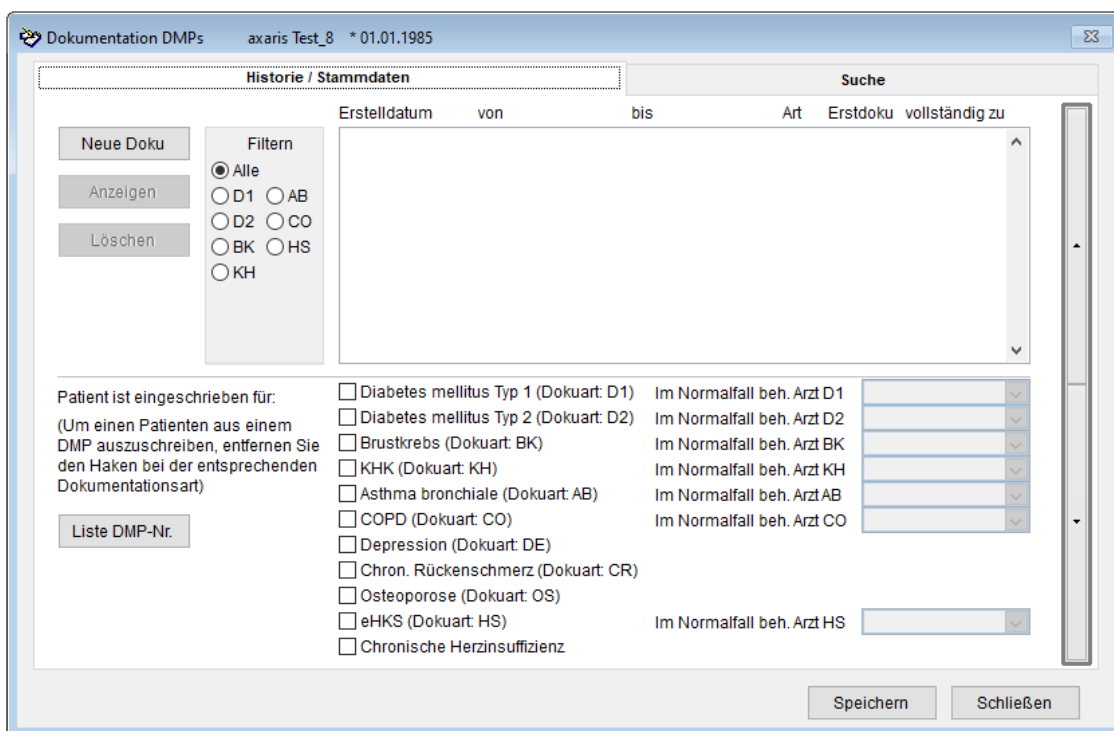 Dokumentation DMPs axaris Test_8 * 01.01.1985
Historie / Stammdaten Suche
Erstelldatum von bis Art Erstdoku vollständig zu
Neue Doku
Anzeigen
Löschen
Filtern
Alle
D1 AB
D2 CO
BK HS
KH
Patient ist eingeschrieben für:
(Um einen Patienten aus einem
DMP auszuschreiben, entfernen Sie
den Haken bei der entsprechenden
Dokumentationsart)
Liste DMP-Nr.
Diabetes mellitus Typ 1 (Dokuart: D1) Im Normalfall beh. Arzt D1
Diabetes mellitus Typ 2 (Dokuart: D2) Im Normalfall beh. Arzt D2
Brustkrebs (Dokuart: BK) Im Normalfall beh. Arzt BK
KHK (Dokuart: KH) Im Normalfall beh. Arzt KH
Asthma bronchiale (Dokuart: AB) Im Normalfall beh. Arzt AB
COPD (Dokuart: CO) Im Normalfall beh. Arzt CO
Depression (Dokuart: DE)
Chron. Rückenschmerz (Dokuart: CR)
Osteoporose (Dokuart: OS)
eHKS (Dokuart: HS) Im Normalfall beh. Arzt HS
Chronische Herzinsuffizienz
Speichern Schließen